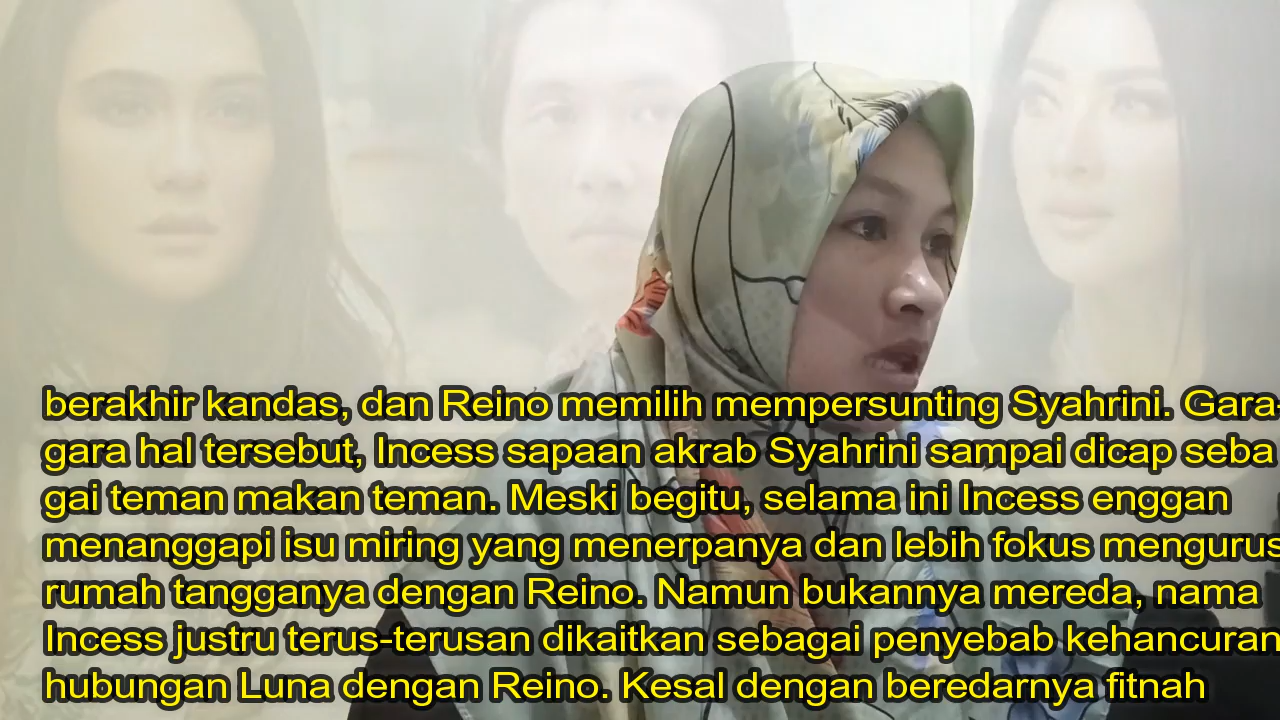 berakhir kandas, dan Reino memilih mempersunting Syahrini. Gara-
gara hal tersebut, Incess sapaan akrab Syahrini sampai dicap seba
gai teman makan teman. Meski begitu, selama ini Incess enggan
menanggapi isu miring yang menerpanya dan lebih fokus mengurus
rumah tangganya dengan Reino. Namun bukannya mereda, nama
Incess justru terus-terusan dikaitkan sebagai penyebab kehancuran
hubungan Luna dengan Reino. Kesal dengan beredarnya fitnah